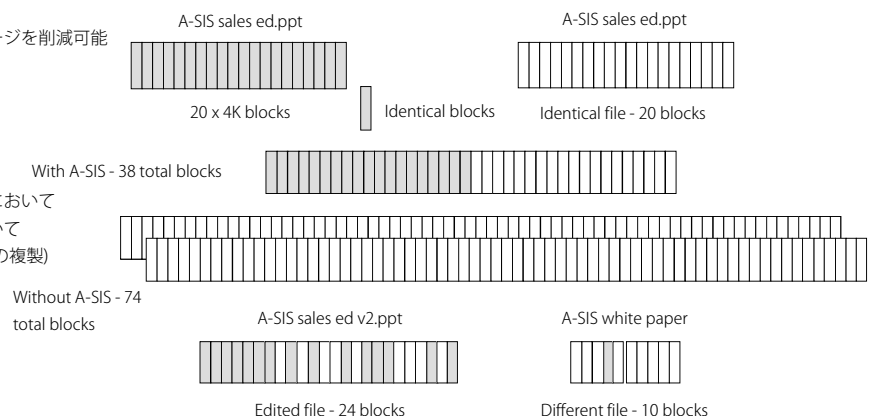 A-SIS sales ed.ppt
A-SIS sales ed.ppt
ージを削減可能
20 x 4K blocks
Identical blocks
Identical file - 20 blocks
With A-SIS - 38 total blocks
において
いて
の複製)
Without A-SIS - 74
total blocks
A-SIS sales ed v2.ppt
A-SIS white paper
Edited file - 24 blocks
Different file - 10 blocks